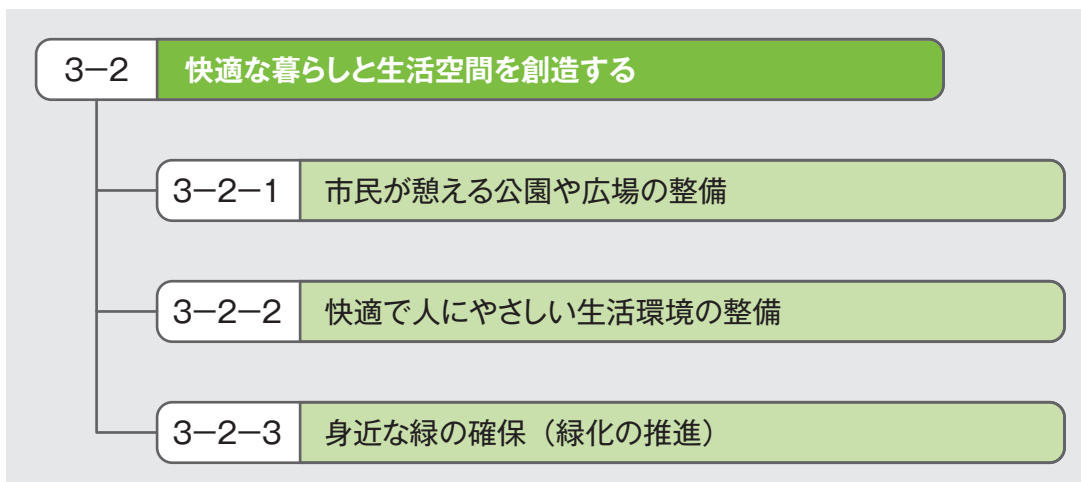 3−2 快適な暮らしと生活空間を創造する
3−2−1 市民が憩える公園や広場の整備
3−2−2 快適で人にやさしい生活環境の整備
3−2−3 身近な緑の確保（緑化の推進）